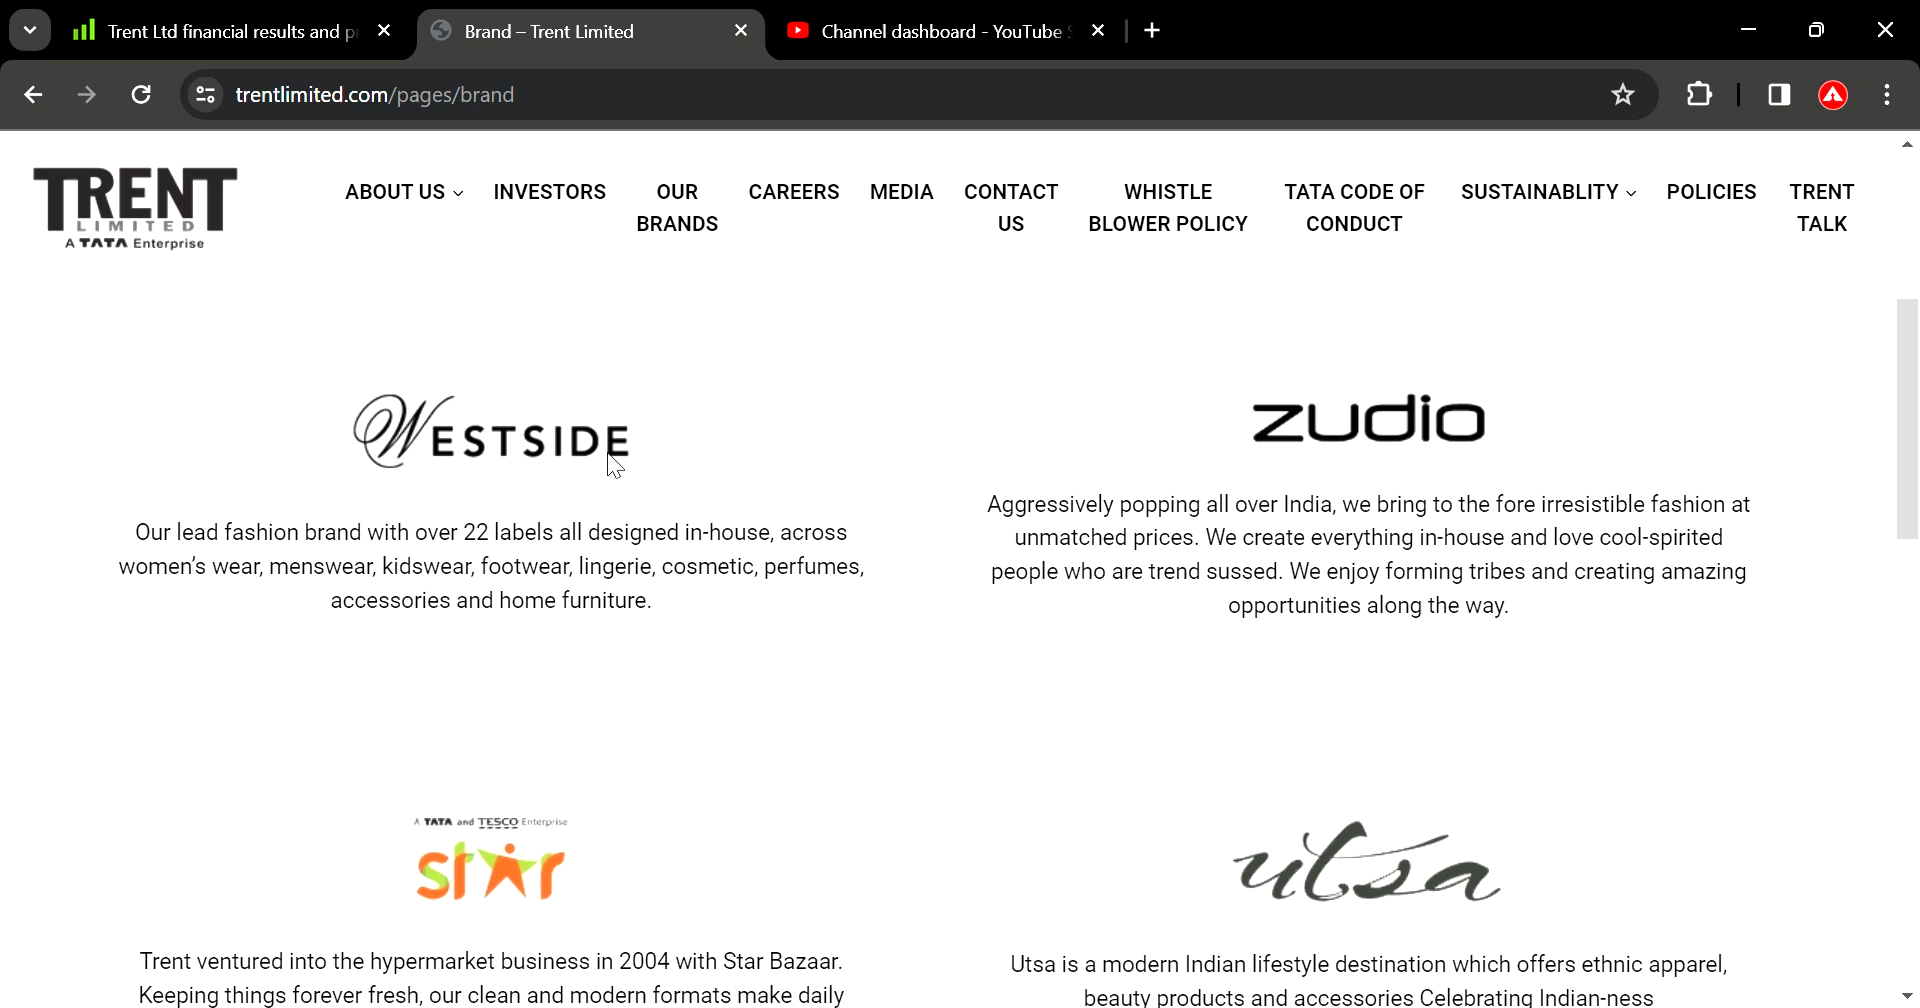 Trent Ltd financial results and p
Brand – Trent Limited
Channel dashboard - YouTube S
trentlimited.com/pages/brand
TRENT
LIMITED
A TATA Enterprise
ABOUT US
INVESTORS
OUR
BRANDS
CAREERS
MEDIA
CONTACT
US
WHISTLE
BLOWER POLICY
TATA CODE OF
CONDUCT
SUSTAINABLITY
POLICIES
TRENT
TALK
WESTSIDE
Our lead fashion brand with over 22 labels all designed in-house, across
women’s wear, menswear, kidswear, footwear, lingerie, cosmetic, perfumes,
accessories and home furniture.
zudio
Aggressively popping all over India, we bring to the fore irresistible fashion at
unmatched prices. We create everything in-house and love cool-spirited
people who are trend sussed. We enjoy forming tribes and creating amazing
opportunities along the way.
A TATA and TESCO Enterprise
star
Trent ventured into the hypermarket business in 2004 with Star Bazaar.
Keeping things forever fresh, our clean and modern formats make daily
utsa
Utsa is a modern Indian lifestyle destination which offers ethnic apparel,
beauty products and accessories Celebrating Indian-ness